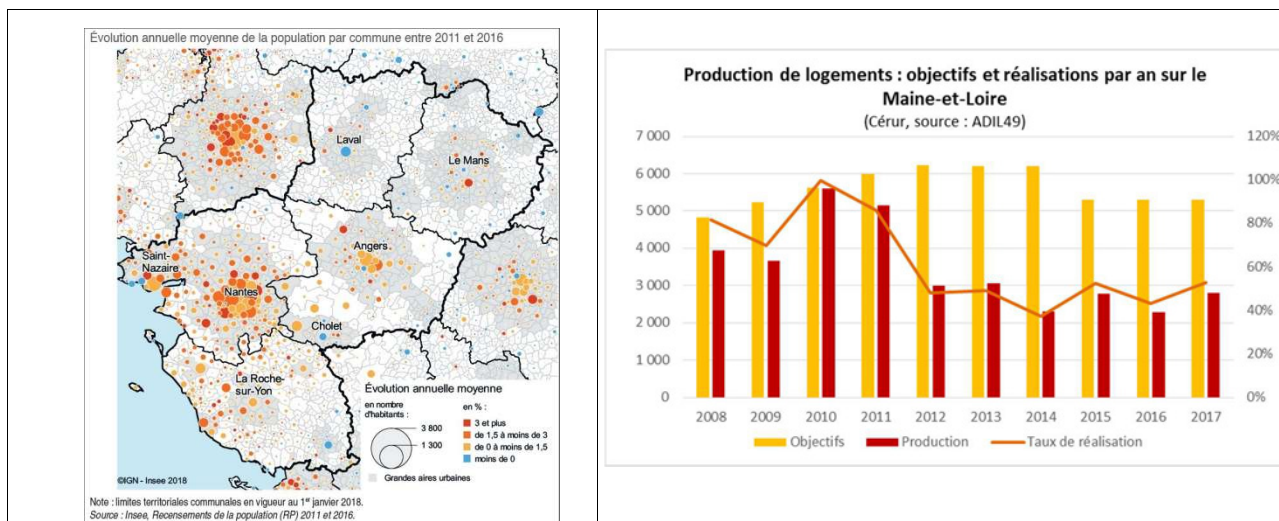 Évolution annuelle moyenne de la population par commune entre 2011 et 2016
Laval
Le Mans
Angers
Saint-
Nazaire
Nantes
Cholet
La Roche-
sur-Yon
Évolution annuelle moyenne
en nombre
d'habitants :
3 800
1 300
en % :
3 et plus
de 1,5 à moins de 3
de 0 à moins de 1,5
moins de 0
Grandes aires urbaines
©IGN - Insee 2018
Note : limites territoriales communales en vigueur au 1er janvier 2018.
Source : Insee, Recensements de la population (RP) 2011 et 2016.
Production de logements : objectifs et réalisations par an sur le
Maine-et-Loire
(Cérur, source : ADIL49)
7 000
6 000
5 000
4 000
3 000
2 000
1 000
0
120%
100%
80%
60%
40%
20%
0%
2008 2009 2010 2011 2012 2013 2014 2015 2016 2017
Objectifs Production Taux de réalisation